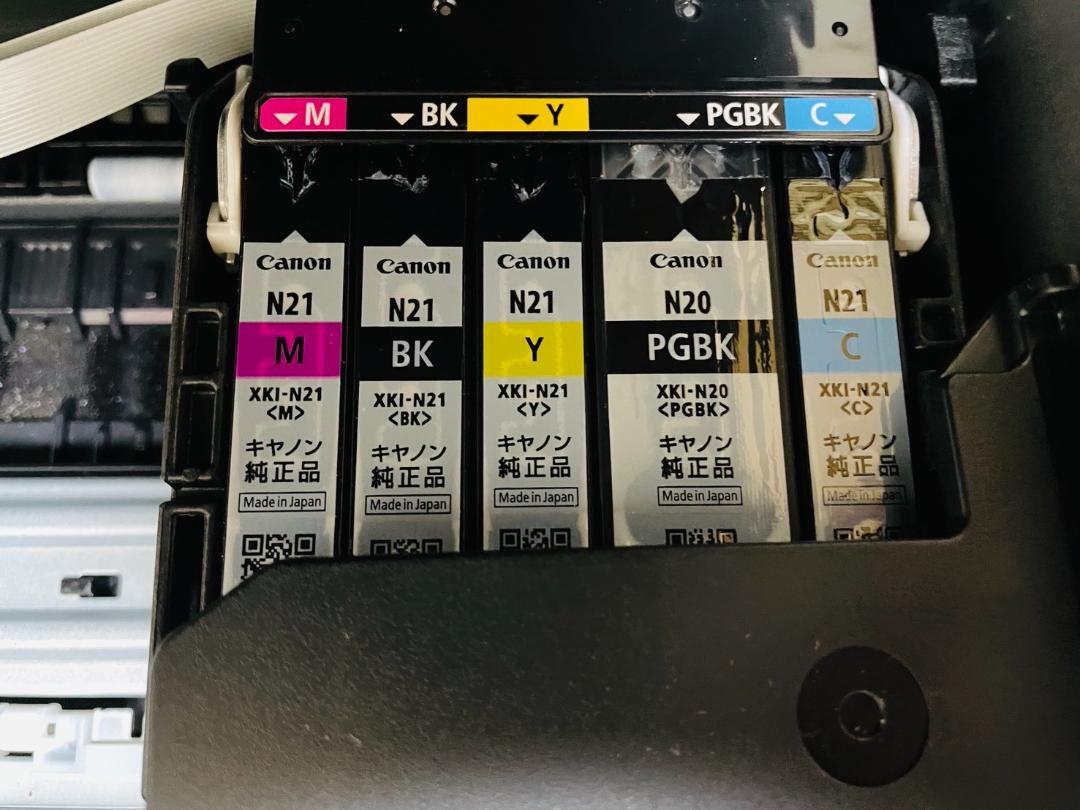 M BK Y PGBK C
Canon
N21
M
XKI-N21
<M>
キヤノン
純正品
Made in Japan
Canon
N21
BK
XKI-N21
<BK>
キヤノン
純正品
Made in Japan
Canon
N21
Y
XKI-N21
<Y>
キヤノン
純正品
Made in Japan
Canon
N20
PGBK
XKI-N20
<PGBK>
キヤノン
純正品
Made in Japan
Canon
N21
C
XKI-N21
<C>
キヤノン
純正品
Made in Japan